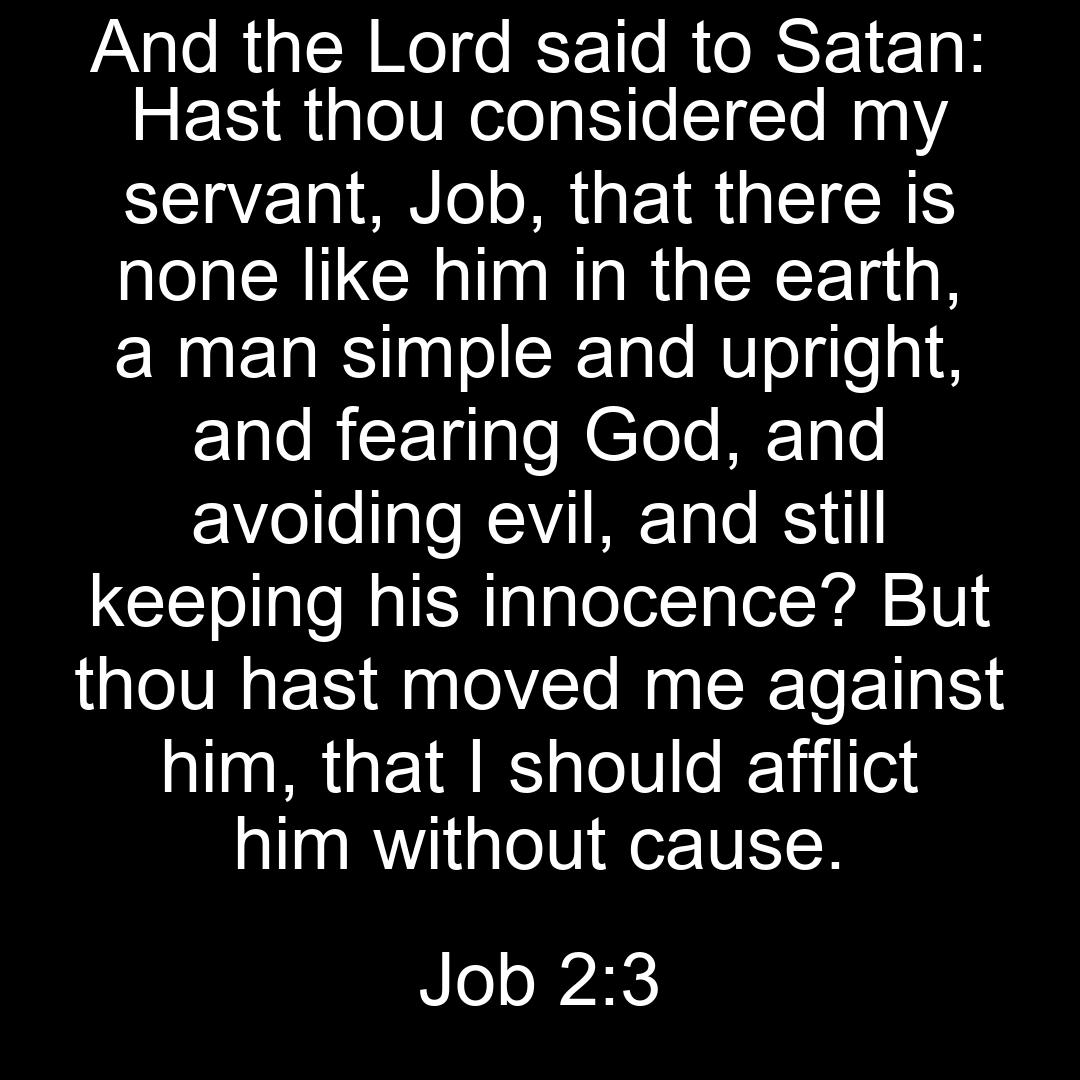 And the Lord said to Satan:
Hast thou considered my
servant, Job, that there is
none like him in the earth,
a man simple and upright,
and fearing God, and
avoiding evil, and still
keeping his innocence? But
thou hast moved me against
him, that I should afflict
him without cause.
Job 2:3